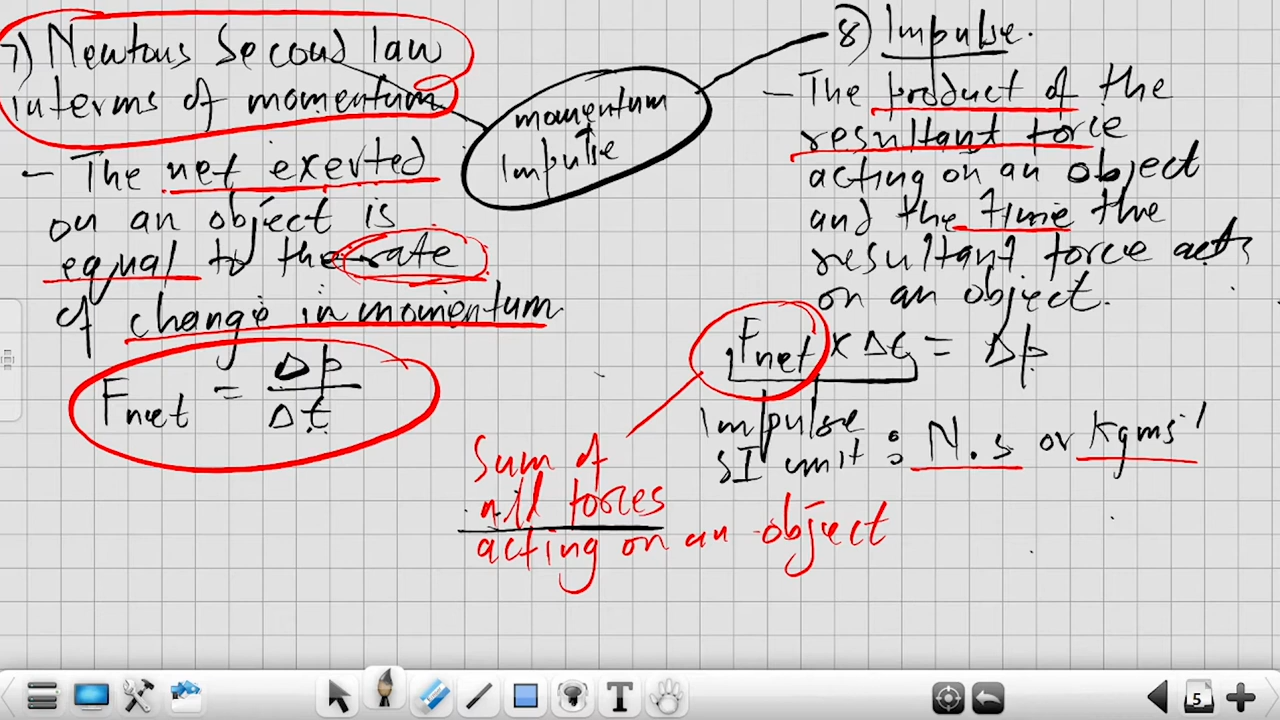 7) Newtons Second law
interms of momentum
- The net exerted
on an object is
equal to the rate
of change in momentum
Fnet = Δp
Δt
momentum
Impulse
8) Impulse.
- The product of the
resultant force
acting on an object
and the time the
resultant force acts
on an object.
Fnet × Δt = Δp
Impulse
SI unit : N.s or kgms⁻¹
Sum of
all forces
acting on an object
T
5